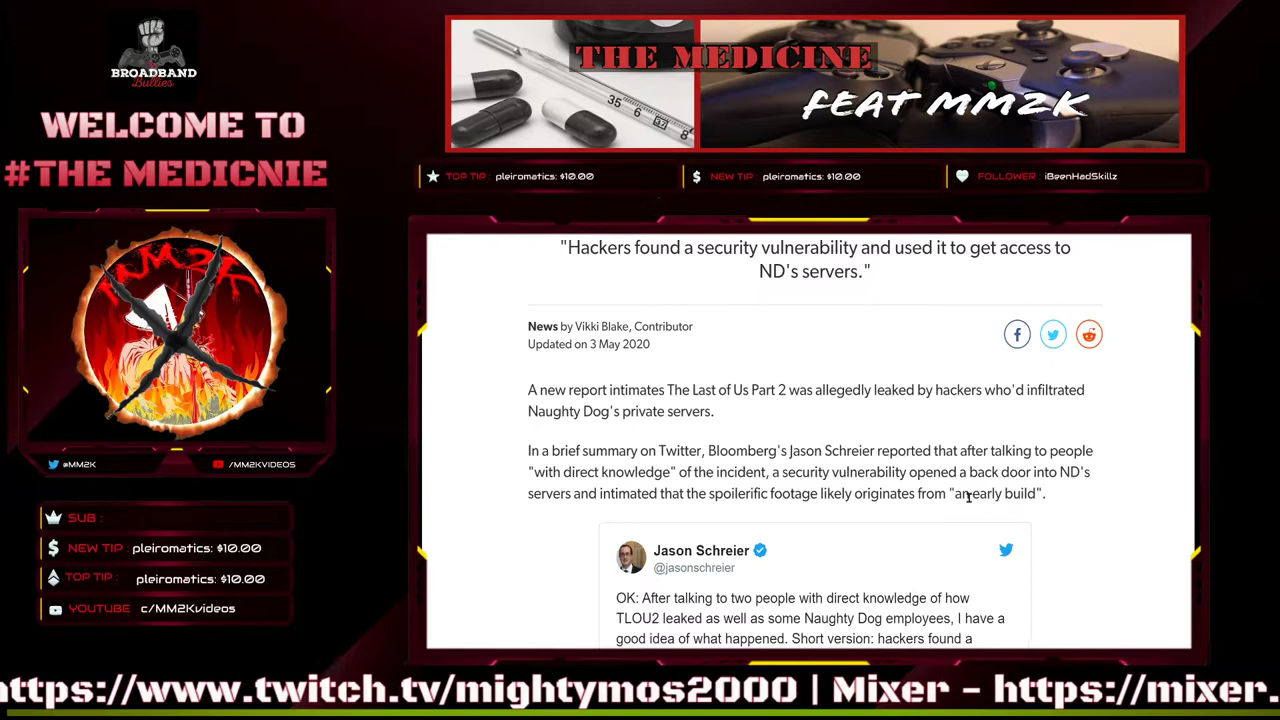 BROADBAND
Bullies
WELCOME TO
#THE MEDICNIE
THE MEDICINE
FEAT MM2K
35 6 8
TOP TIP : pleiromatics: $10.00
NEW TIP : pleiromatics: $10.00
FOLLOWER : iBeenHadSkillz
MM2K
@MM2K
/MM2KVIDEOS
SUB :
NEW TIP : pleiromatics: $10.00
TOP TIP : pleiromatics: $10.00
YOUTUBE c/MM2Kvideos
"Hackers found a security vulnerability and used it to get access to
ND's servers."
News by Vikki Blake, Contributor
Updated on 3 May 2020
A new report intimates The Last of Us Part 2 was allegedly leaked by hackers who'd infiltrated
Naughty Dog's private servers.
In a brief summary on Twitter, Bloomberg's Jason Schreier reported that after talking to people
"with direct knowledge" of the incident, a security vulnerability opened a back door into ND's
servers and intimated that the spoilerific footage likely originates from "an early build".
Jason Schreier
@jasonschreier
OK: After talking to two people with direct knowledge of how
TLOU2 leaked as well as some Naughty Dog employees, I have a
good idea of what happened. Short version: hackers found a
https://www.twitch.tv/mightymos2000 | Mixer - https://mixer.